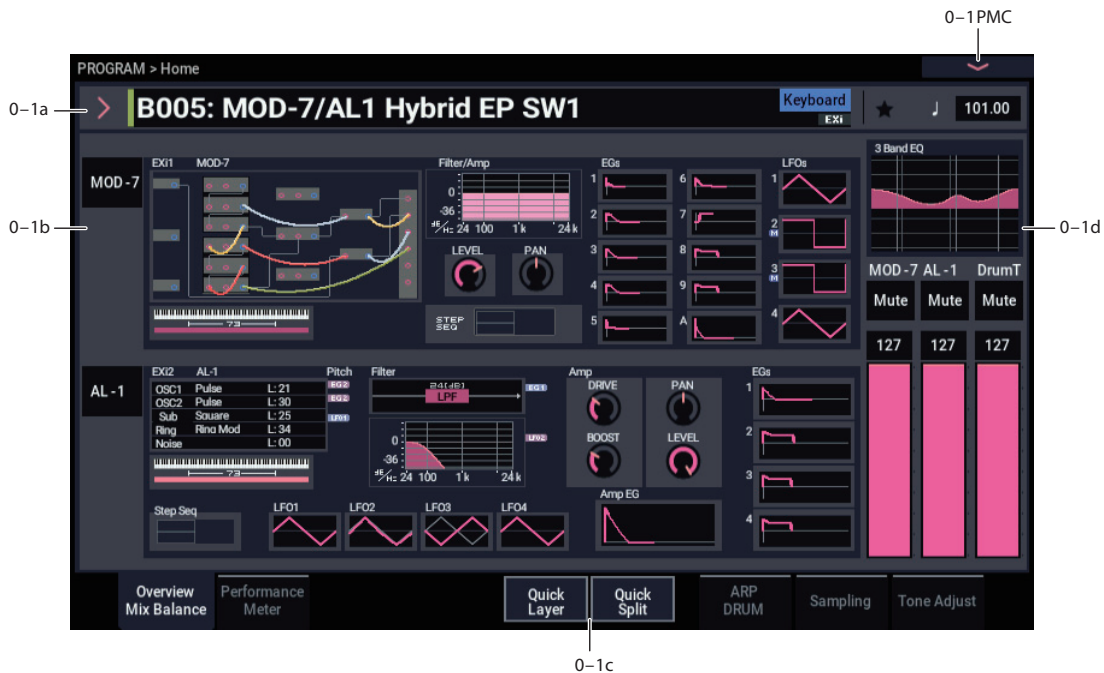 0–1PMC
PROGRAM > Home
0–1a
B005: MOD-7/AL1 Hybrid EP SW1
Keyboard
EXi
♩ 101.00
3 Band EQ
MOD-7
EXi1 MOD-7
Filter/Amp
EGs
LFOs
0
-36
dB/Hz 24 100 1k 24k
LEVEL PAN
1
2
3
4
5
6
7
8
9
A
1
2
M
3
M
4
73
STEP
SEQ
0–1b
0–1d
MOD-7 AL-1 DrumT
Mute Mute Mute
127 127 127
AL-1
EXi2 AL-1 Pitch
OSC1 Pulse L: 21 EG2
OSC2 Pulse L: 30 EG2
Sub Square L: 25 LFO1
Ring Ring Mod L: 34
Noise L: 00
73
Filter
24(dB)
LPF
EG1
LFO2
0
-36
dB/Hz 24 100 1k 24k
Amp
DRIVE PAN
BOOST LEVEL
Amp EG
EGs
1
2
3
4
Step Seq
LFO1 LFO2 LFO3 LFO4
Overview
Mix Balance
Performance
Meter
Quick
Layer
Quick
Split
ARP
DRUM
Sampling
Tone Adjust
0–1c